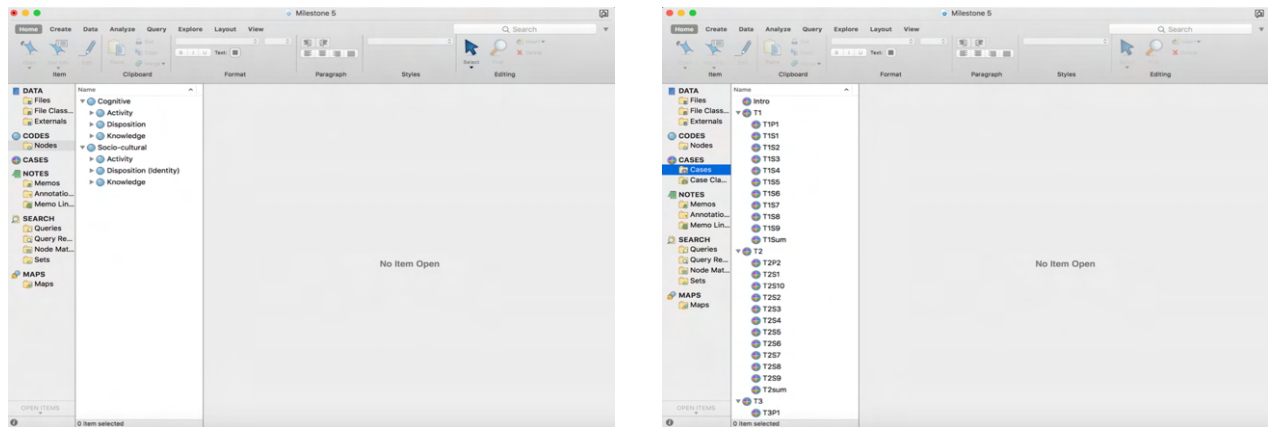 Milestone 5
Home Create Data Analyze Query Explore Layout View
Search
Text:
Select
Item Clipboard Format Paragraph Styles Editing
DATA
Files
File Class...
Externals
CODES
Nodes
CASES
NOTES
Memos
Annotatio...
Memo Lin...
SEARCH
Queries
Query Re...
Node Mat...
Sets
MAPS
Maps
OPEN ITEMS
Name
Cognitive
Activity
Disposition
Knowledge
Socio-cultural
Activity
Disposition (Identity)
Knowledge
0 item selected
No Item Open
Milestone 5
Home Create Data Analyze Query Explore Layout View
Search
Text:
Item Clipboard Format Paragraph Styles Editing
DATA
Files
File Class...
Externals
CODES
Nodes
CASES
Cases
Case Cla...
NOTES
Memos
Annotatio...
Memo Lin...
SEARCH
Queries
Query Re...
Node Mat...
Sets
MAPS
Maps
OPEN ITEMS
Name
Intro
T1
T1P1
T1S1
T1S2
T1S3
T1S4
T1S5
T1S6
T1S7
T1S8
T1S9
T1Sum
T2
T2P2
T2S1
T2S10
T2S2
T2S3
T2S4
T2S5
T2S6
T2S7
T2S8
T2S9
T2sum
T3
T3P1
0 item selected
No Item Open